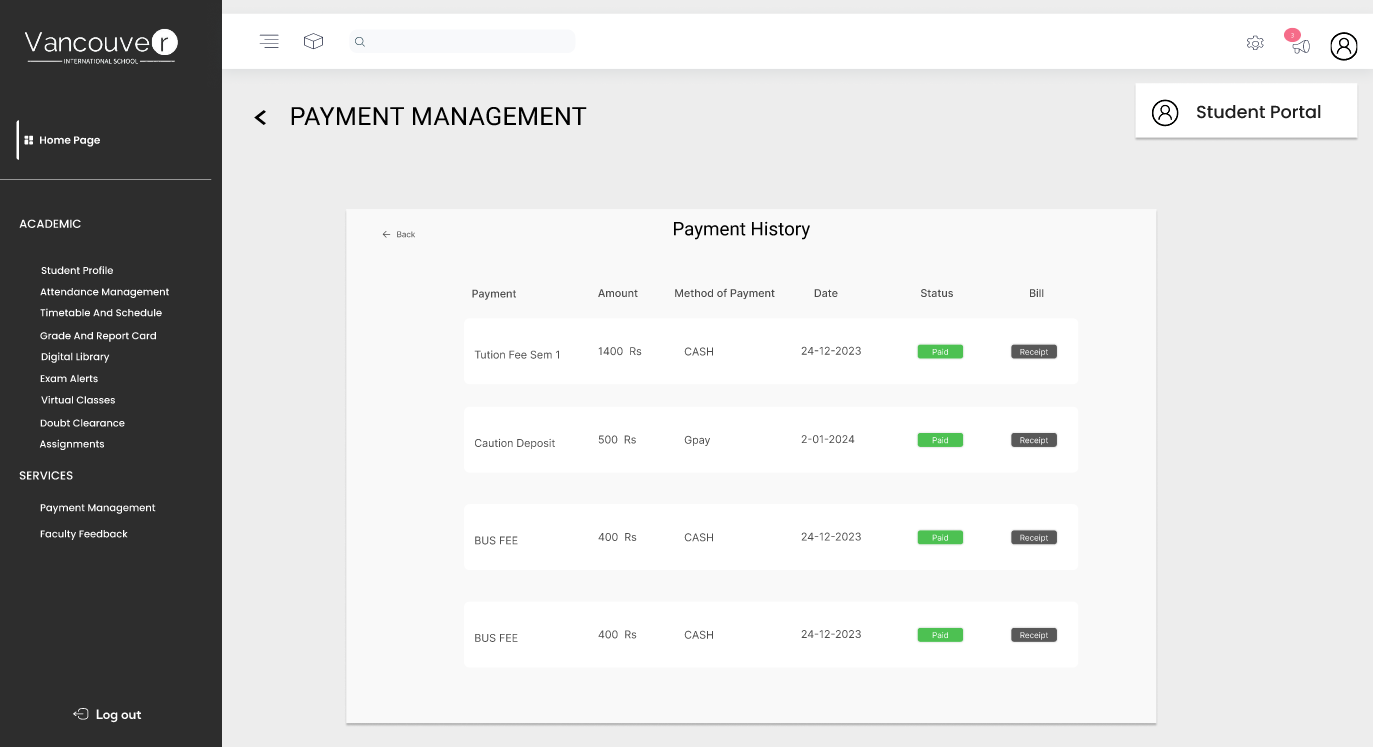 Vancouver
INTERNATIONAL SCHOOL
3
PAYMENT MANAGEMENT
Student Portal
Home Page
ACADEMIC
Student Profile
Attendance Management
Timetable And Schedule
Grade And Report Card
Digital Library
Exam Alerts
Virtual Classes
Doubt Clearance
Assignments
SERVICES
Payment Management
Faculty Feedback
Log out
Payment History
Back
Payment Amount Method of Payment Date Status Bill
Tution Fee Sem 1 1400 Rs CASH 24-12-2023 Paid Receipt
Caution Deposit 500 Rs Gpay 2-01-2024 Paid Receipt
BUS FEE 400 Rs CASH 24-12-2023 Paid Receipt
BUS FEE 400 Rs CASH 24-12-2023 Paid Receipt